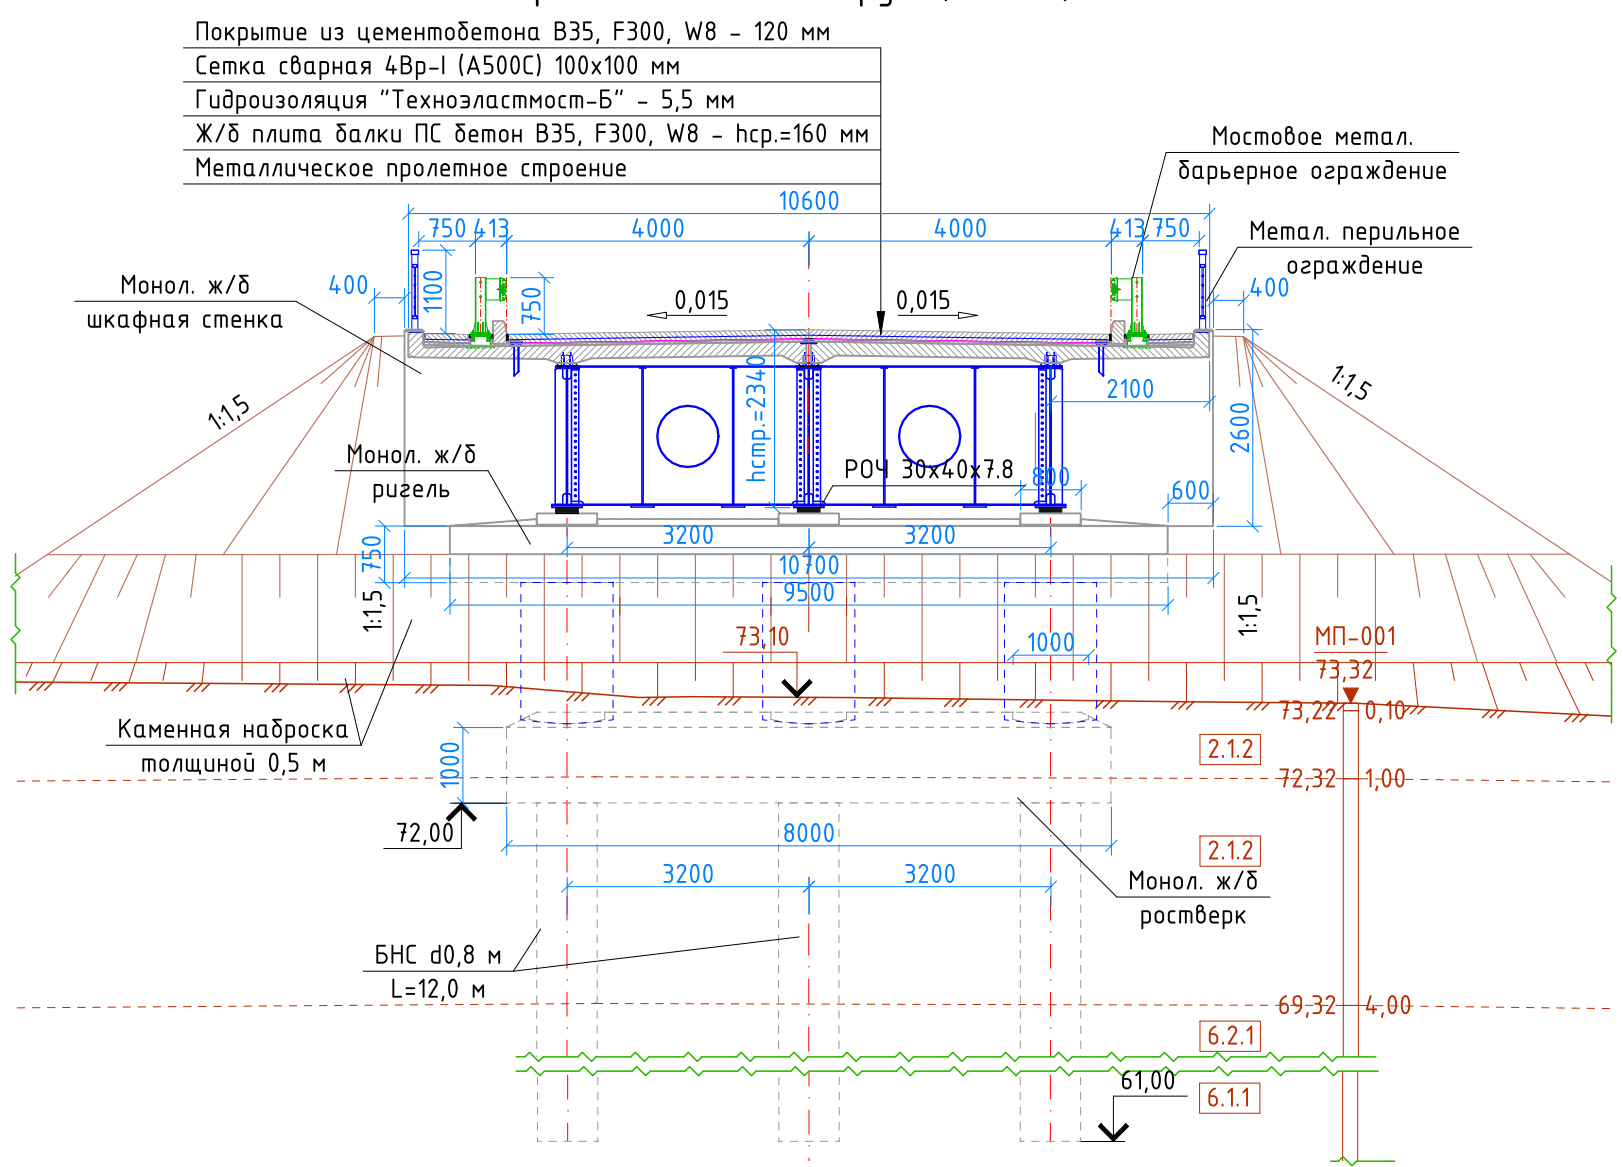 Покрытие из цементобетона В35, F300, W8 - 120 мм
Сетка сварная 4Вр-I (А500С) 100х100 мм
Гидроизоляция "Техноэластмост-Б" - 5,5 мм
Ж/б плита балки ПС бетон В35, F300, W8 - hср.=160 мм
Металлическое пролетное строение
Мостовое метал.
барьерное ограждение
10600
750
413
4000
4000
413
750
Метал. перильное
ограждение
Монол. ж/б
шкафная стенка
400
1100
750
0,015
0,015
400
1:1,5
1:1,5
hстр.=2340
2100
2600
Монол. ж/б
ригель
РОЧ 30х40х7.8
800
600
750
3200
3200
10700
9500
1:1,5
1:1,5
73,10
1000
МП-001
73,32
73,22
0,10
Каменная наброска
толщиной 0,5 м
1000
2.1.2
72,32
1,00
72,00
8000
2.1.2
3200
3200
Монол. ж/б
ростверк
БНС d0,8 м
L=12,0 м
69,32
4,00
6.2.1
61,00
6.1.1